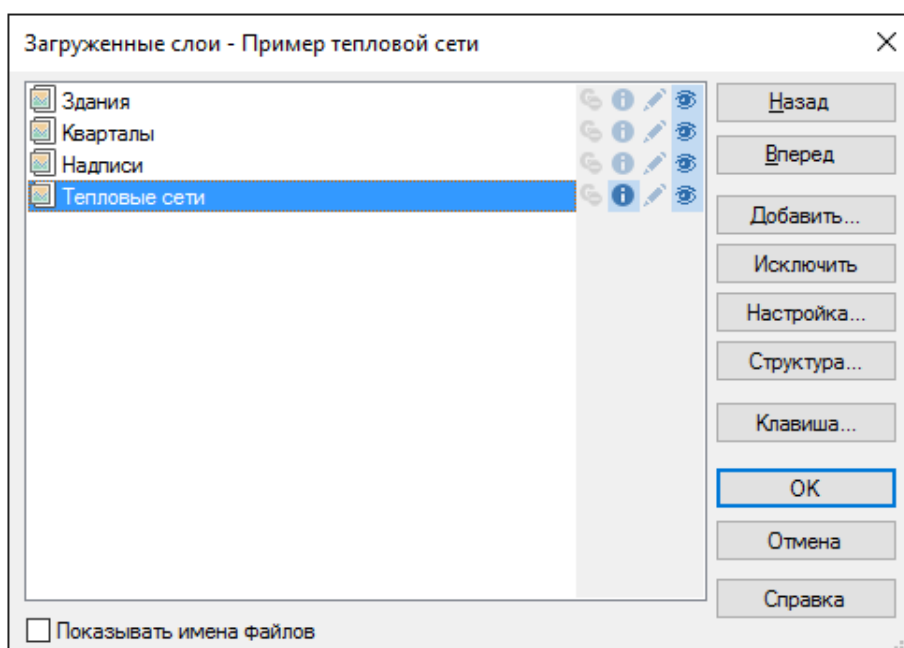 Загруженные слои - Пример тепловой сети
Здания
Кварталы
Надписи
Тепловые сети
Назад
Вперед
Добавить...
Исключить
Настройка...
Структура...
Клавиша...
OK
Отмена
Справка
Показывать имена файлов